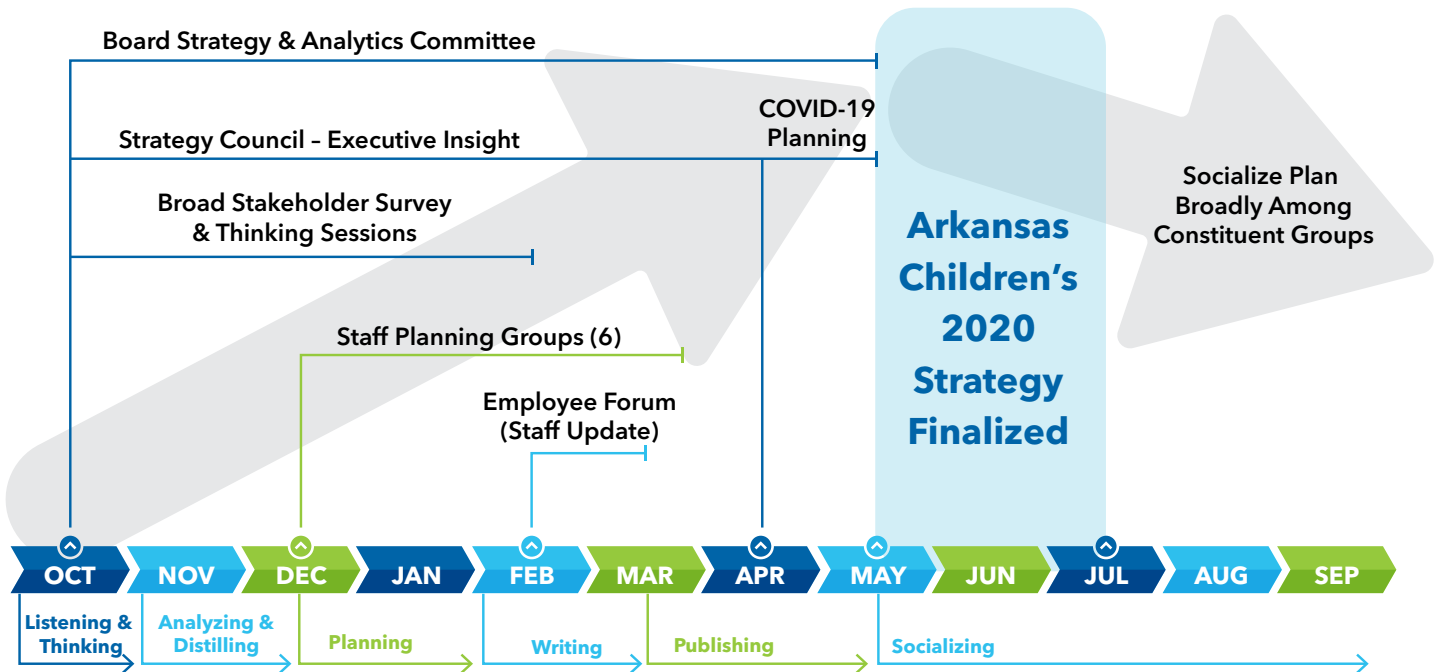 Board Strategy & Analytics Committee
COVID-19
Planning
Strategy Council – Executive Insight
Broad Stakeholder Survey
& Thinking Sessions
Socialize Plan
Broadly Among
Constituent Groups
Arkansas
Children’s
2020
Strategy
Finalized
Staff Planning Groups (6)
Employee Forum
(Staff Update)
OCT
NOV
DEC
JAN
FEB
MAR
APR
MAY
JUN
JUL
AUG
SEP
Listening &
Thinking
Analyzing &
Distilling
Planning
Writing
Publishing
Socializing